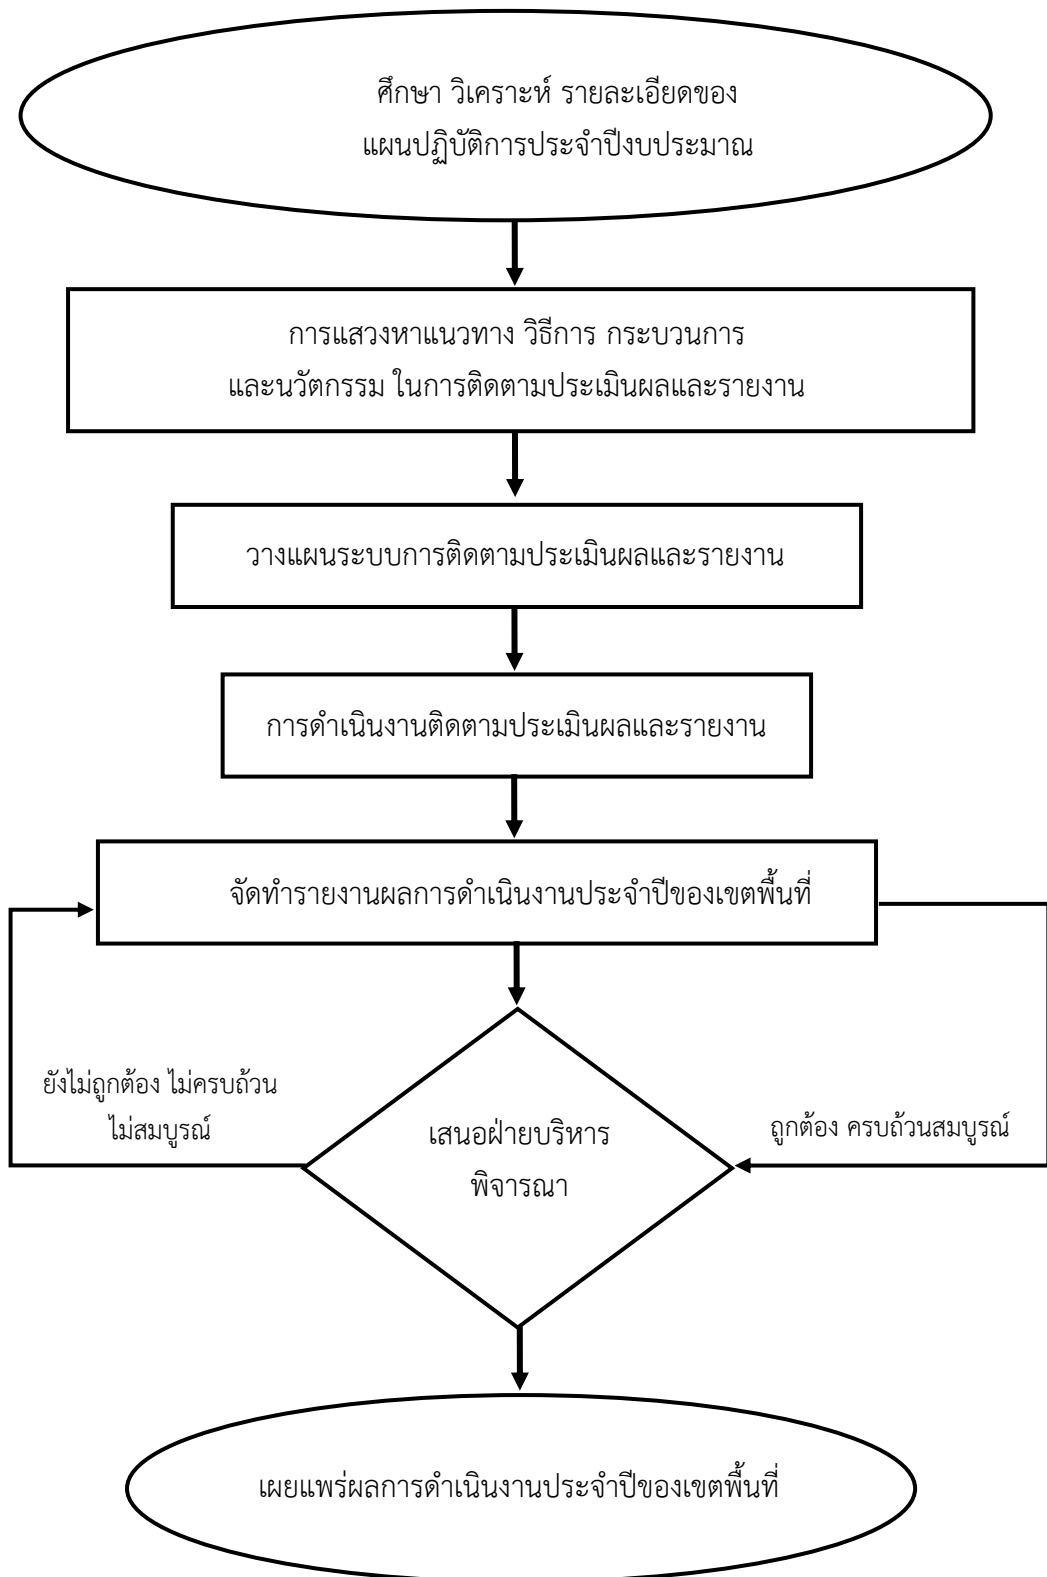 ศึกษา วิเคราะห์ รายละเอียดของ
แผนปฏิบัติการประจำปีงบประมาณ
การแสวงหาแนวทาง วิธีการ กระบวนการ
และนวัตกรรม ในการติดตามประเมินผลและรายงาน
วางแผนระบบการติดตามประเมินผลและรายงาน
การดำเนินงานติดตามประเมินผลและรายงาน
จัดทำรายงานผลการดำเนินงานประจำปีของเขตพื้นที่
ยังไม่ถูกต้อง ไม่ครบถ้วน
ไม่สมบูรณ์
เสนอฝ่ายบริหาร
พิจารณา
ถูกต้อง ครบถ้วนสมบูรณ์
เผยแพร่ผลการดำเนินงานประจำปีของเขตพื้นที่